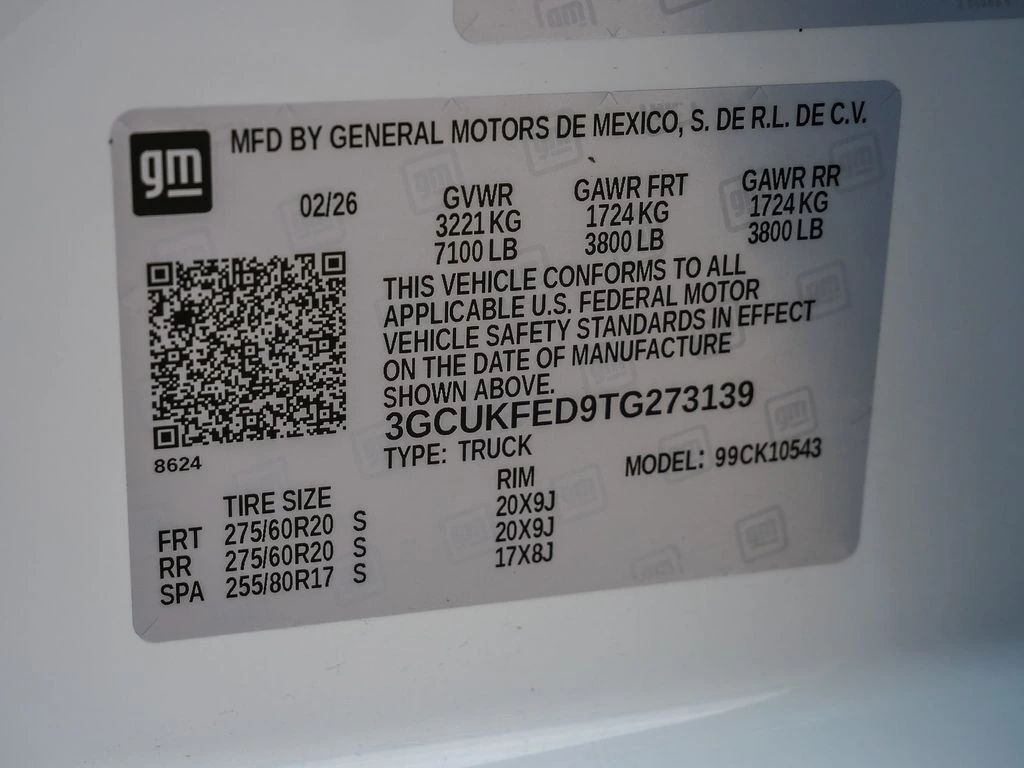 gm
MFD BY GENERAL MOTORS DE MEXICO, S. DE R.L. DE C.V.
02/26 GVWR GAWR FRT GAWR RR
3221 KG 1724 KG 1724 KG
7100 LB 3800 LB 3800 LB
THIS VEHICLE CONFORMS TO ALL
APPLICABLE U.S. FEDERAL MOTOR
VEHICLE SAFETY STANDARDS IN EFFECT
ON THE DATE OF MANUFACTURE
SHOWN ABOVE.
3GCUKFED9TG273139
TYPE: TRUCK MODEL: 99CK10543
8624
TIRE SIZE RIM
FRT 275/60R20 S 20X9J
RR 275/60R20 S 20X9J
SPA 255/80R17 S 17X8J